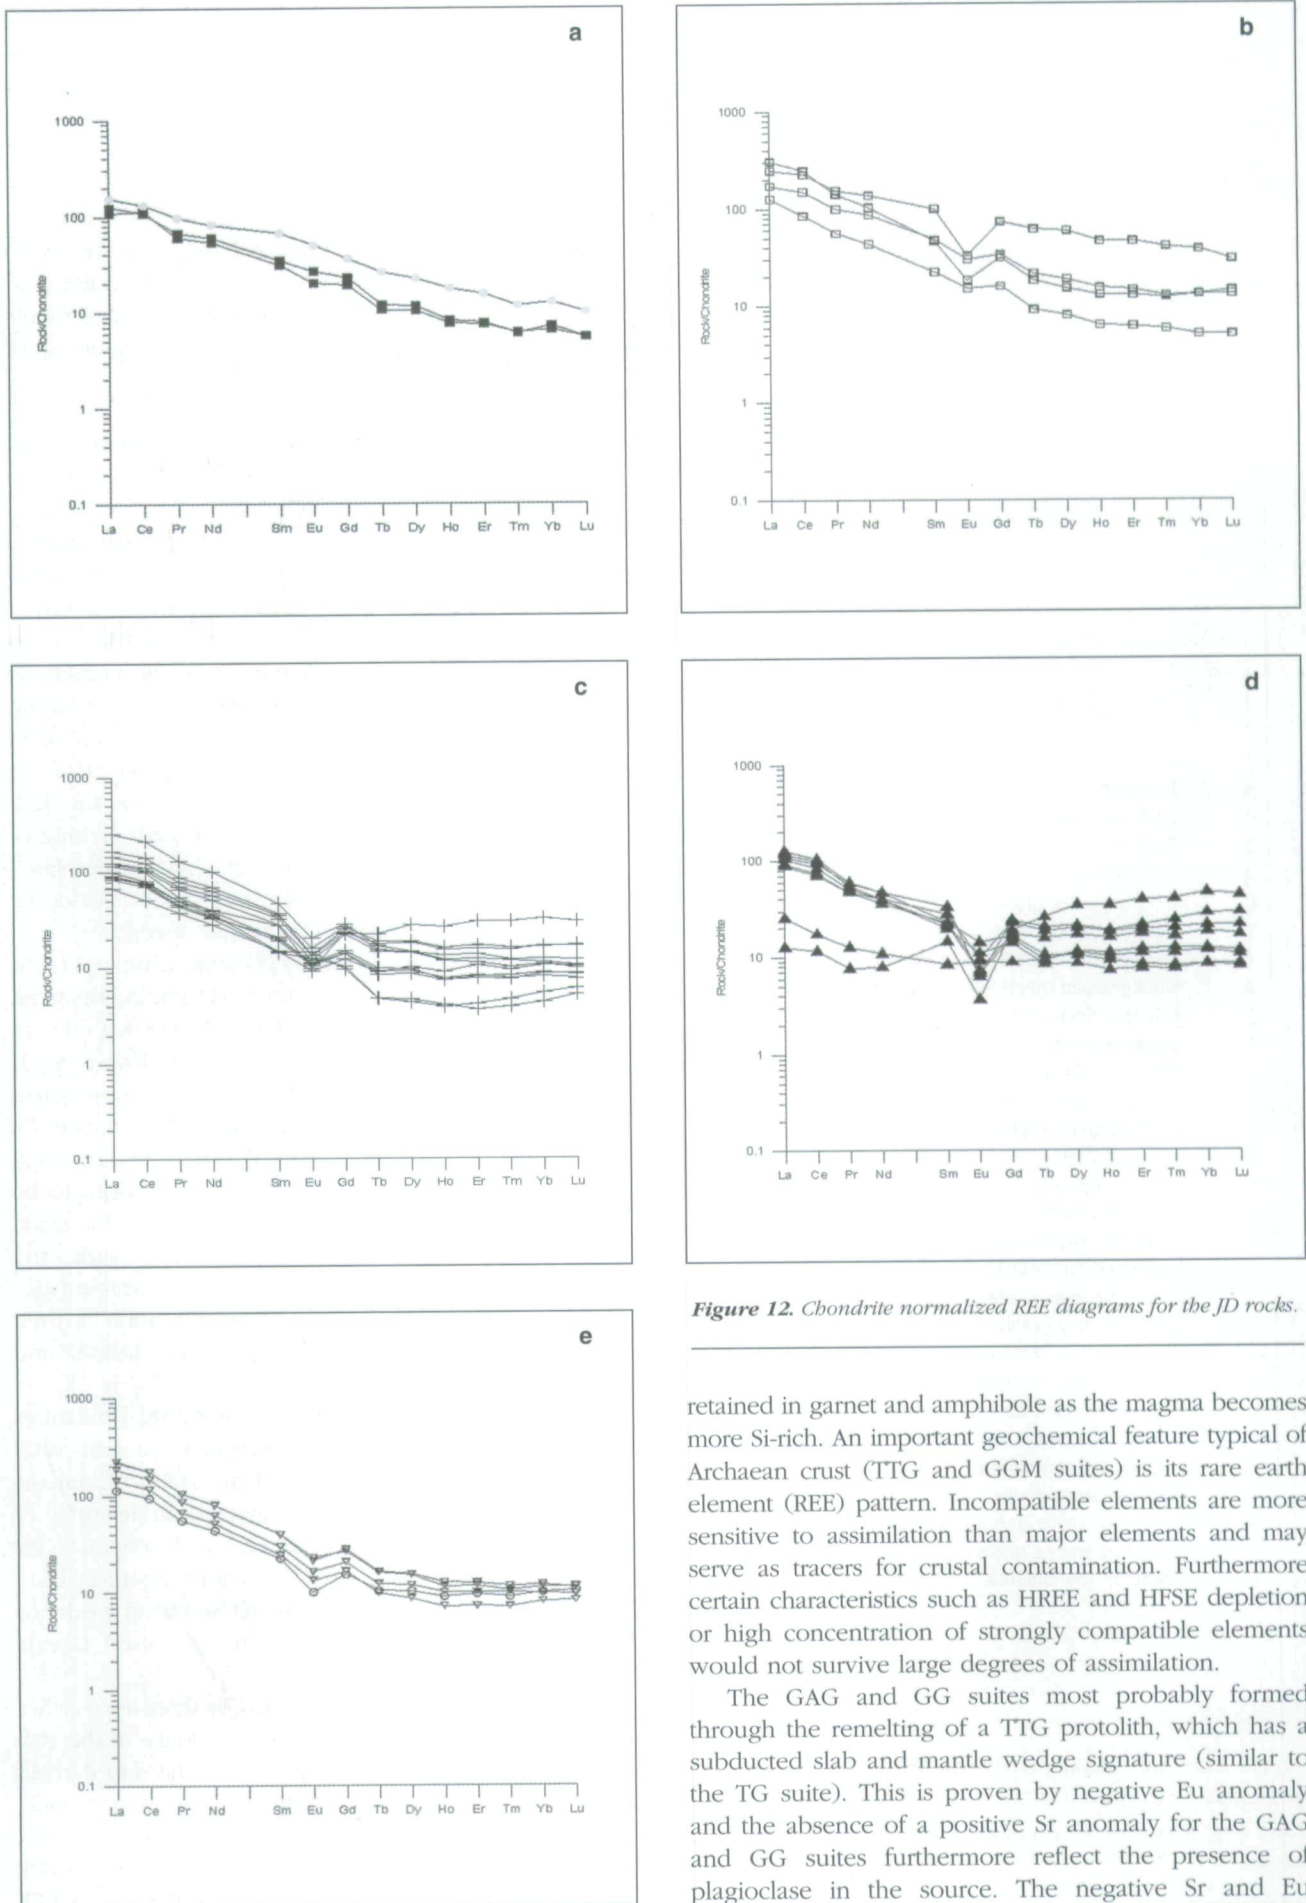 a
1000
100
10
1
0.1
Rock/Chondrite
La Ce Pr Nd Sm Eu Gd Tb Dy Ho Er Tm Yb Lu
b
1000
100
10
1
0.1
Rock/Chondrite
La Ce Pr Nd Sm Eu Gd Tb Dy Ho Er Tm Yb Lu
c
1000
100
10
1
0.1
Rock/Chondrite
La Ce Pr Nd Sm Eu Gd Tb Dy Ho Er Tm Yb Lu
d
1000
100
10
1
0.1
Rock/Chondrite
La Ce Pr Nd Sm Eu Gd Tb Dy Ho Er Tm Yb Lu
e
1000
100
10
1
0.1
Rock/Chondrite
La Ce Pr Nd Sm Eu Gd Tb Dy Ho Er Tm Yb Lu
Figure 12. Chondrite normalized REE diagrams for the JD rocks.
retained in garnet and amphibole as the magma becomes
more Si-rich. An important geochemical feature typical of
Archaean crust (TTG and GGM suites) is its rare earth
element (REE) pattern. Incompatible elements are more
sensitive to assimilation than major elements and may
serve as tracers for crustal contamination. Furthermore
certain characteristics such as HREE and HFSE depletion
or high concentration of strongly compatible elements
would not survive large degrees of assimilation.
The GAG and GG suites most probably formed
through the remelting of a TTG protolith, which has a
subducted slab and mantle wedge signature (similar to
the TG suite). This is proven by negative Eu anomaly
and the absence of a positive Sr anomaly for the GAG
and GG suites furthermore reflect the presence of
plagioclase in the source. The negative Sr and Eu